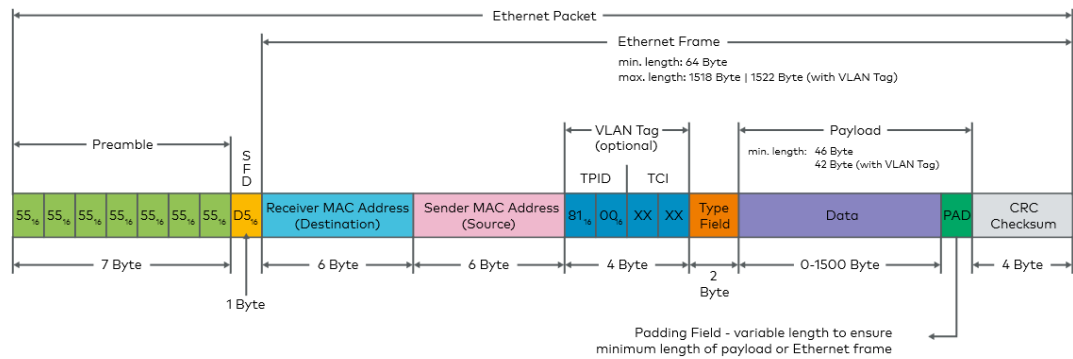 Ethernet Packet
Ethernet Frame
min. length: 64 Byte
max. length: 1518 Byte | 1522 Byte (with VLAN Tag)
Preamble
S
F
D
VLAN Tag
(optional)
Payload
min. length: 46 Byte
42 Byte (with VLAN Tag)
TPID
TCI
55₁₆ 55₁₆ 55₁₆ 55₁₆ 55₁₆ 55₁₆ 55₁₆ D5₁₆
Receiver MAC Address
(Destination)
Sender MAC Address
(Source)
81₁₆ 00₆ XX XX
Type
Field
Data
PAD
CRC
Checksum
7 Byte
1 Byte
6 Byte
6 Byte
4 Byte
2
Byte
0-1500 Byte
4 Byte
Padding Field - variable length to ensure
minimum length of payload or Ethernet frame